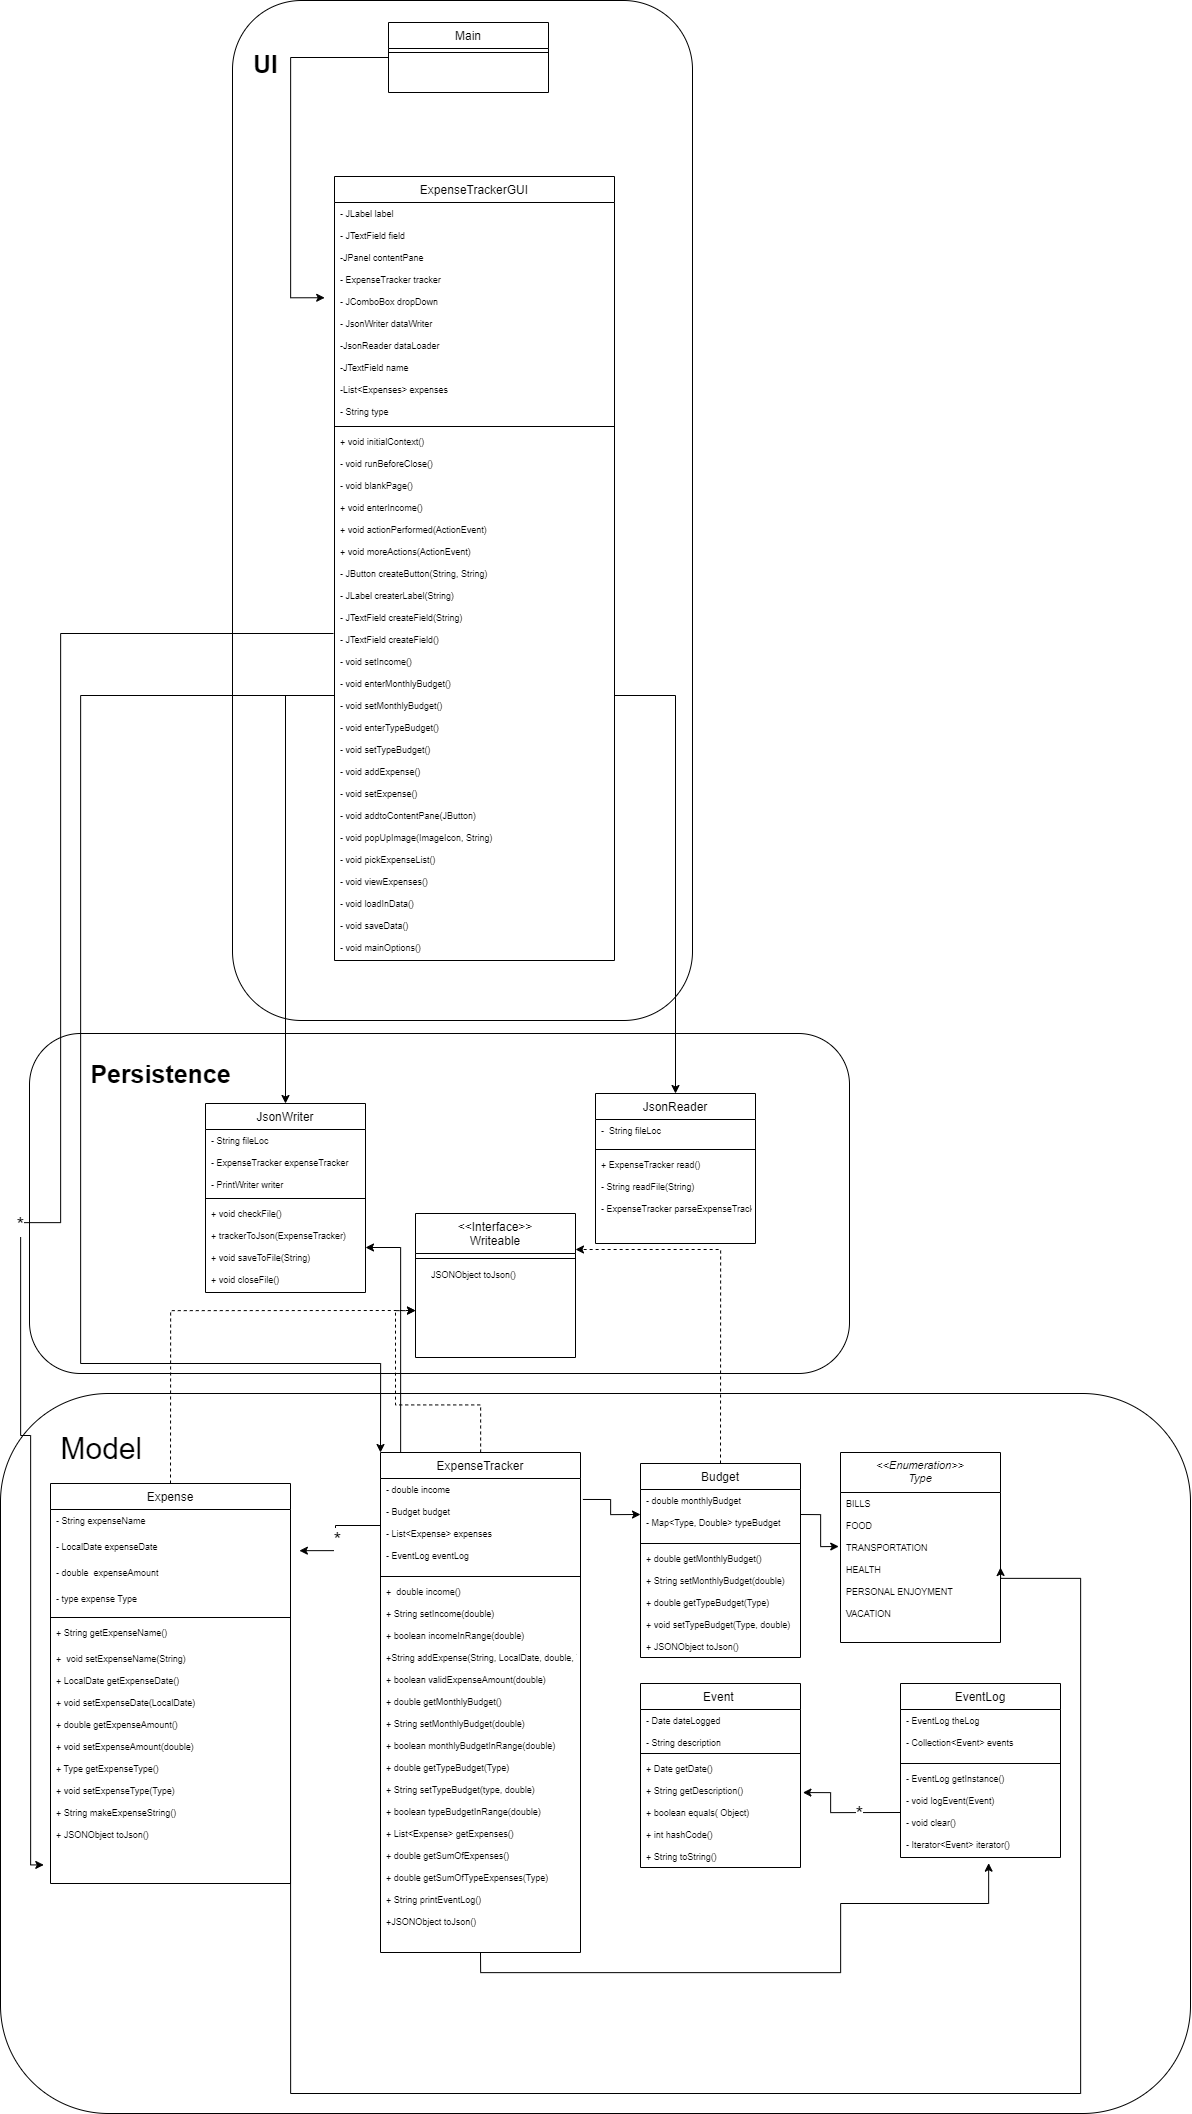 Main
UI
ExpenseTrackerGUI
- JLabel label
- JTextField field
-JPanel contentPane
- ExpenseTracker tracker
- JComboBox dropDown
- JsonWriter dataWriter
-JsonReader dataLoader
-JTextField name
-List<Expenses> expenses
- String type
+ void initialContext()
- void runBeforeClose()
- void blankPage()
+ void enterIncome()
+ void actionPerformed(ActionEvent)
+ void moreActions(ActionEvent)
- JButton createButton(String, String)
- JLabel createrLabel(String)
- JTextField createField(String)
- JTextField createField()
- void setIncome()
- void enterMonthlyBudget()
- void setMonthlyBudget()
- void enterTypeBudget()
- void setTypeBudget()
- void addExpense()
- void setExpense()
- void addtoContentPane(JButton)
- void popUpImage(ImageIcon, String)
- void pickExpenseList()
- void viewExpenses()
- void loadInData()
- void saveData()
- void mainOptions()
Persistence
JsonWriter
- String fileLoc
- ExpenseTracker expenseTracker
- PrintWriter writer
+ void checkFile()
+ trackerToJson(ExpenseTracker)
+ void saveToFile(String)
+ void closeFile()
JsonReader
- String fileLoc
+ ExpenseTracker read()
- String readFile(String)
- ExpenseTracker parseExpenseTrack
<<Interface>>
Writeable
JSONObject toJson()
*
Model
Expense
- String expenseName
- LocalDate expenseDate
- double expenseAmount
- type expense Type
+ String getExpenseName()
+ void setExpenseName(String)
+ LocalDate getExpenseDate()
+ void setExpenseDate(LocalDate)
+ double getExpenseAmount()
+ void setExpenseAmount(double)
+ Type getExpenseType()
+ void setExpenseType(Type)
+ String makeExpenseString()
+ JSONObject toJson()
*
ExpenseTracker
- double income
- Budget budget
- List<Expense> expenses
- EventLog eventLog
+ double income()
+ String setIncome(double)
+ boolean incomeInRange(double)
+String addExpense(String, LocalDate, double,
+ boolean validExpenseAmount(double)
+ double getMonthlyBudget()
+ String setMonthlyBudget(double)
+ boolean monthlyBudgetInRange(double)
+ double getTypeBudget(Type)
+ String setTypeBudget(type, double)
+ boolean typeBudgetInRange(double)
+ List<Expense> getExpenses()
+ double getSumOfExpenses()
+ double getSumOfTypeExpenses(Type)
+ String printEventLog()
+JSONObject toJson()
Budget
- double monthlyBudget
- Map<Type, Double> typeBudget
+ double getMonthlyBudget()
+ String setMonthlyBudget(double)
+ double getTypeBudget(Type)
+ void setTypeBudget(Type, double)
+ JSONObject toJson()
<<Enumeration>>
Type
BILLS
FOOD
TRANSPORTATION
HEALTH
PERSONAL ENJOYMENT
VACATION
Event
- Date dateLogged
- String description
+ Date getDate()
+ String getDescription()
+ boolean equals( Object)
+ int hashCode()
+ String toString()
*
EventLog
- EventLog theLog
- Collection<Event> events
- EventLog getInstance()
- void logEvent(Event)
- void clear()
- Iterator<Event> iterator()